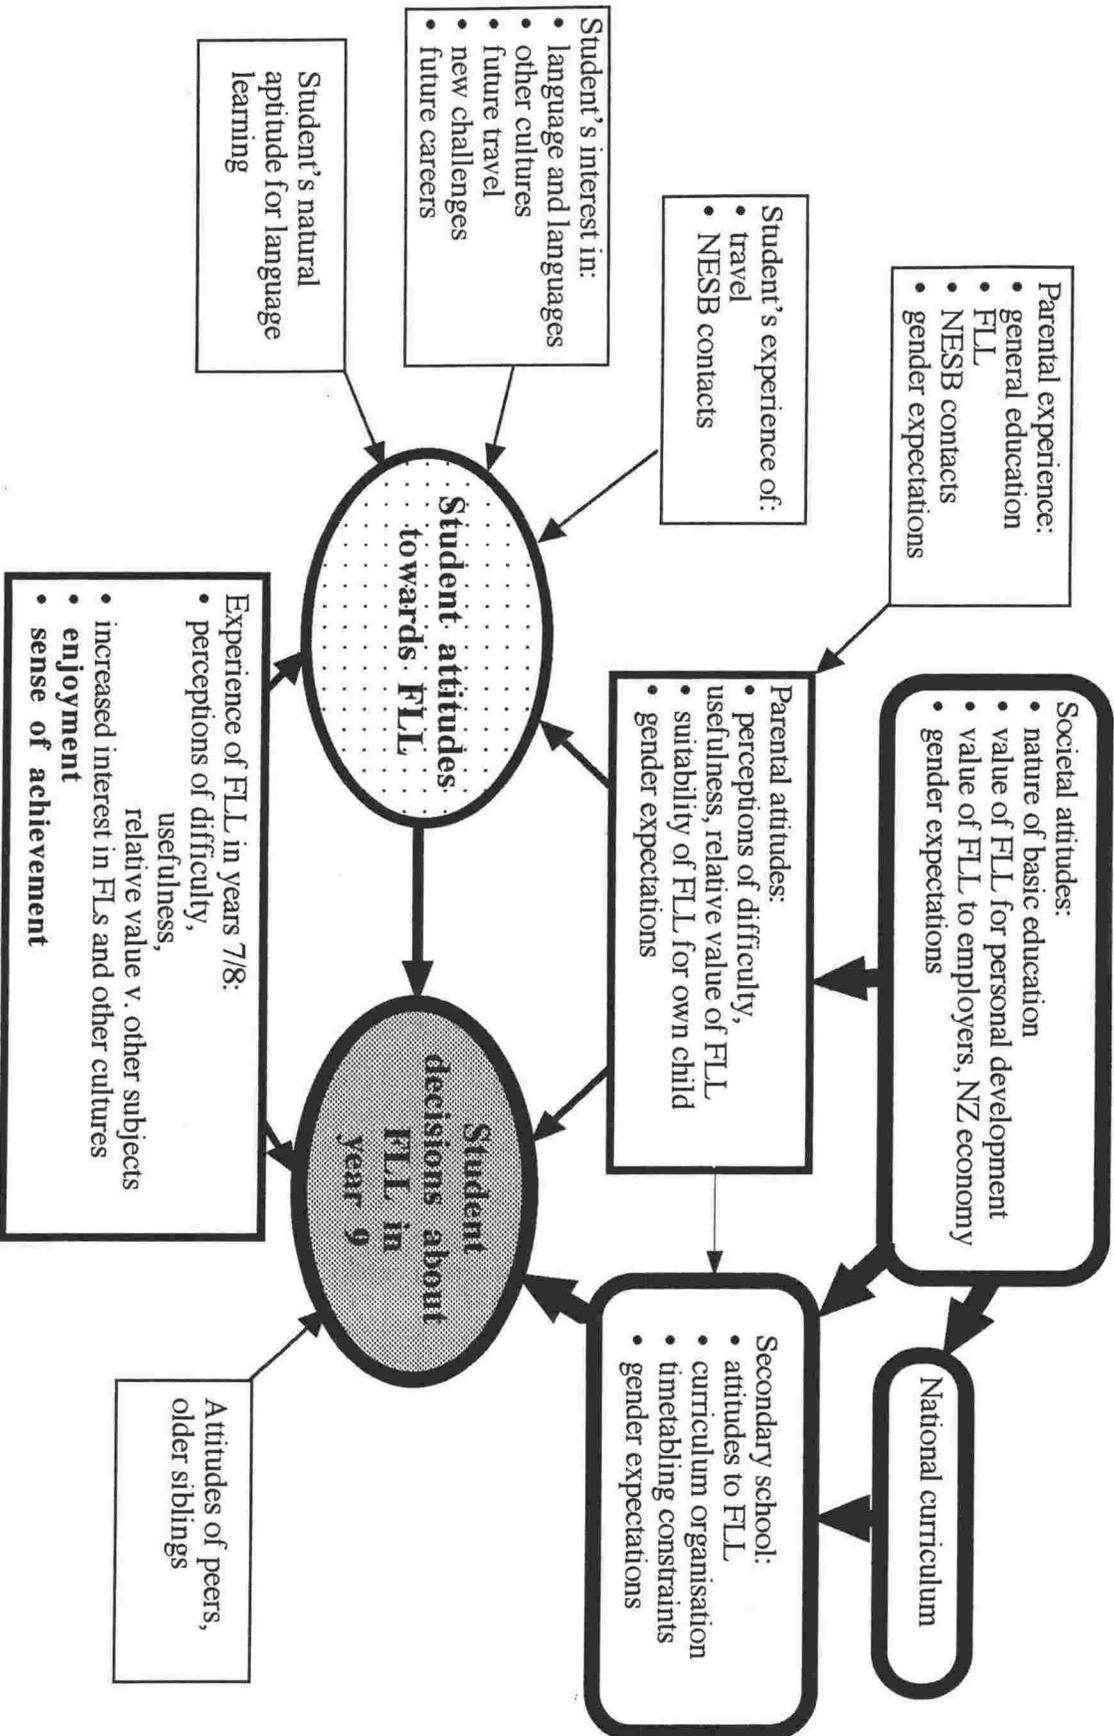 Societal attitudes:
• nature of basic education
• value of FLL for personal development
• value of FLL to employers, NZ economy
• gender expectations
National curriculum
Parental experience:
• general education
• FLL
• NESB contacts
• gender expectations
Parental attitudes:
• perceptions of difficulty,
usefulness, relative value of FLL
• suitability of FLL for own child
• gender expectations
Secondary school:
• attitudes to FLL
• curriculum organisation
• timetabling constraints
• gender expectations
Student's experience of:
• travel
• NESB contacts
Student's interest in:
• language and languages
• other cultures
• future travel
• new challenges
• future careers
Student's natural
aptitude for language
learning
Student attitudes
towards FLL
Student
decisions about
FLL in
year 9
Experience of FLL in years 7/8:
• perceptions of difficulty,
usefulness,
relative value v. other subjects
• increased interest in FLs and other cultures
• enjoyment
• sense of achievement
Attitudes of peers,
older siblings